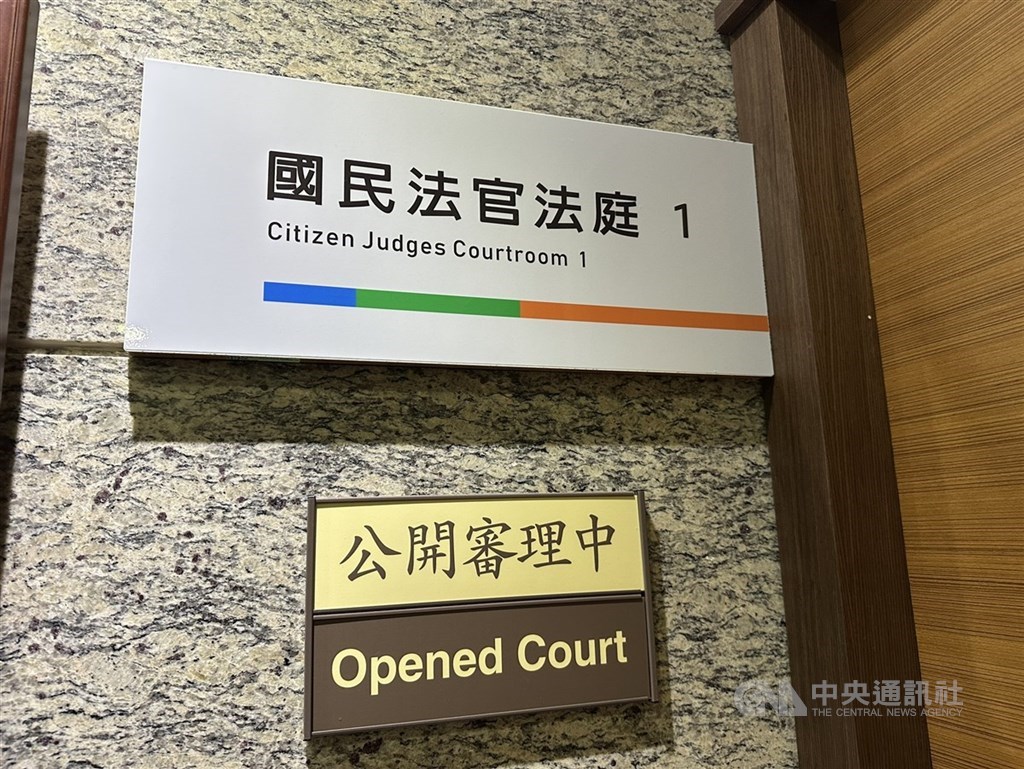 國民法官法庭 1
Citizen Judges Courtroom 1
公開審理中
Opened Court
中央通訊社
THE CENTRAL NEWS AGENCY